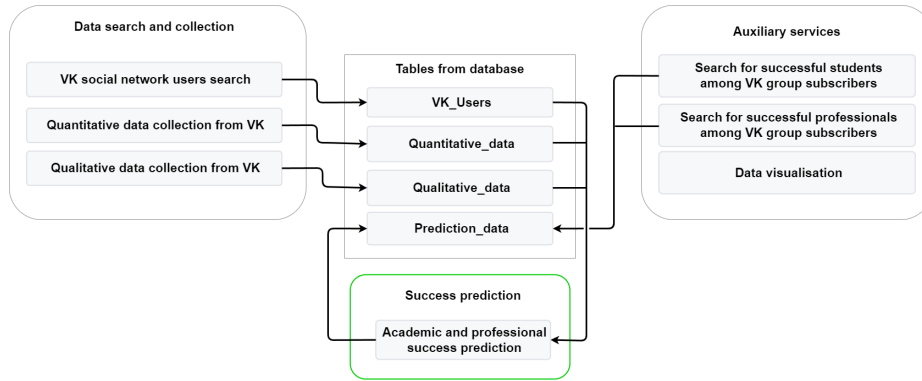 Data search and collection
VK social network users search
Quantitative data collection from VK
Qualitative data collection from VK
Tables from database
VK_Users
Quantitative_data
Qualitative_data
Prediction_data
Success prediction
Academic and professional
success prediction
Auxiliary services
Search for successful students
among VK group subscribers
Search for successful professionals
among VK group subscribers
Data visualisation